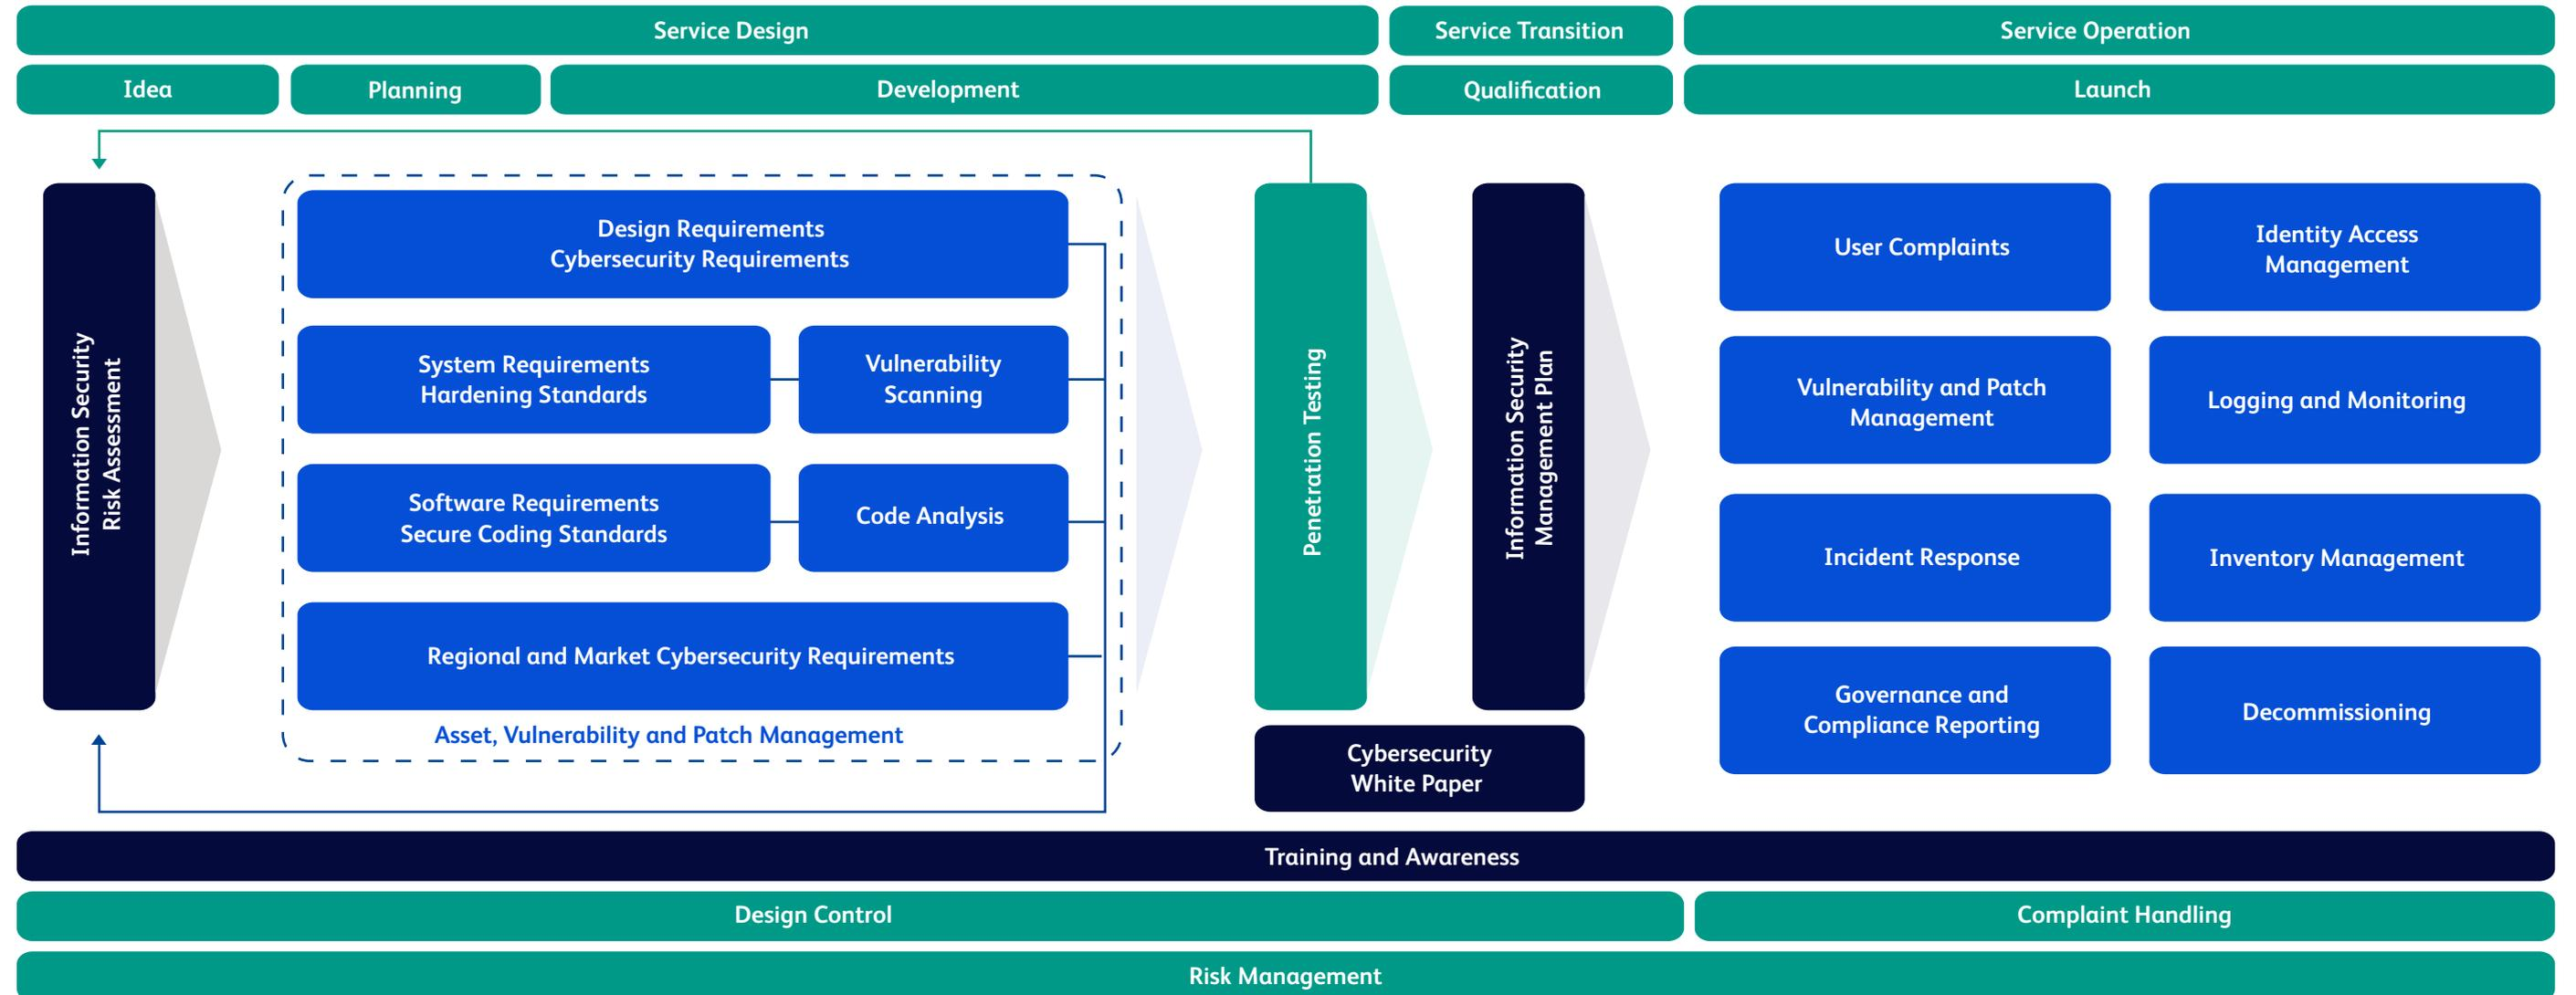 Service Design
Service Transition
Service Operation
Idea
Planning
Development
Qualification
Launch
Information Security
Risk Assessment
Design Requirements
Cybersecurity Requirements
System Requirements
Hardening Standards
Vulnerability
Scanning
Software Requirements
Secure Coding Standards
Code Analysis
Regional and Market Cybersecurity Requirements
Asset, Vulnerability and Patch Management
Penetration Testing
Information Security
Management Plan
Cybersecurity
White Paper
User Complaints
Identity Access
Management
Vulnerability and Patch
Management
Logging and Monitoring
Incident Response
Inventory Management
Governance and
Compliance Reporting
Decommissioning
Training and Awareness
Design Control
Complaint Handling
Risk Management